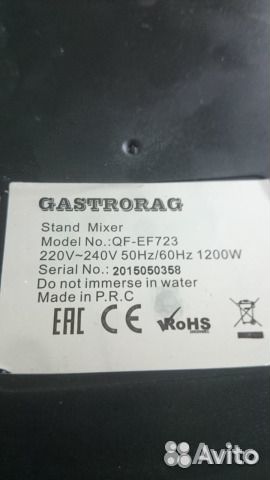 GASTRORAG
Stand Mixer
Model No.:QF-EF723
220V~240V 50Hz/60Hz 1200W
Serial No.: 2015050358
Do not immerse in water
Made in P.R.C
EAC CE RoHS
Avito